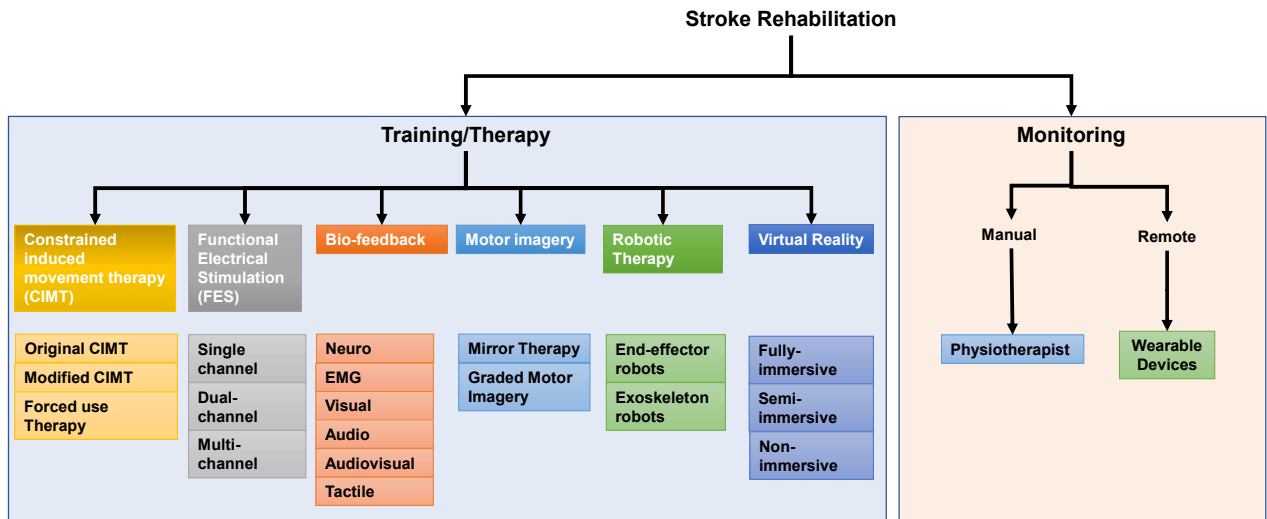 Stroke Rehabilitation
Training/Therapy
Monitoring
Constrained
induced
movement therapy
(CIMT)
Functional
Electrical
Stimulation
(FES)
Bio-feedback
Motor imagery
Robotic
Therapy
Virtual Reality
Manual
Remote
Original CIMT
Modified CIMT
Forced use
Therapy
Single
channel
Dual-
channel
Multi-
channel
Neuro
EMG
Visual
Audio
Audiovisual
Tactile
Mirror Therapy
Graded Motor
Imagery
End-effector
robots
Exoskeleton
robots
Fully-
immersive
Semi-
immersive
Non-
immersive
Physiotherapist
Wearable
Devices